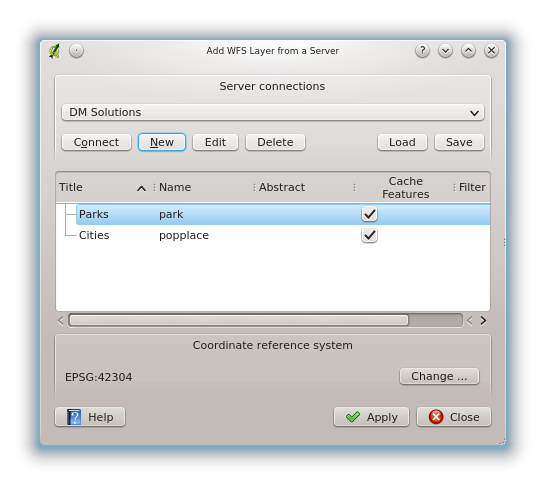 Add WFS Layer from a Server
Server connections
DM Solutions
Connect New Edit Delete Load Save
Title Name Abstract Cache Features Filter
Parks park
Cities popplace
Coordinate reference system
EPSG:42304 Change ...
Help Apply Close